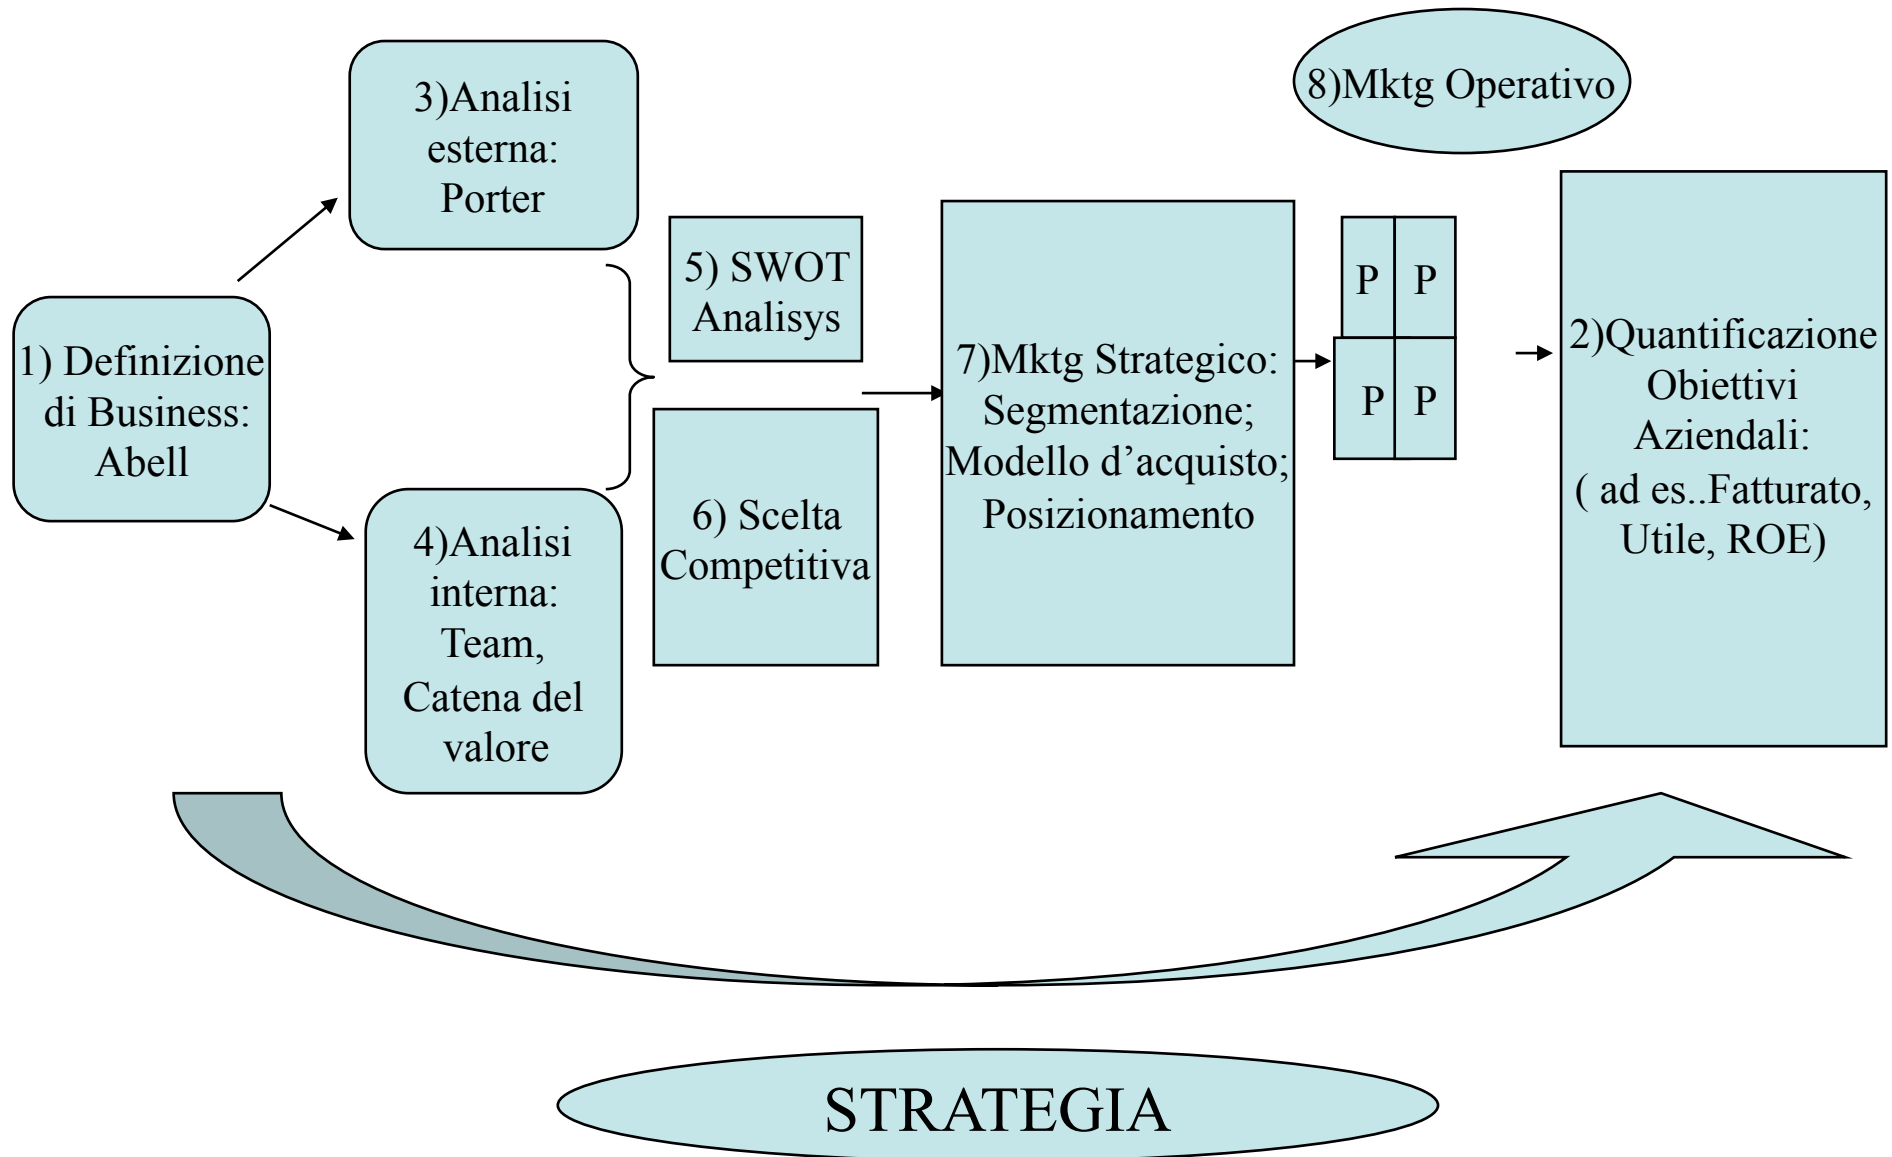 3)Analisi
esterna:
Porter
8)Mktg Operativo
1) Definizione
di Business:
Abell
5) SWOT
Analisys
4)Analisi
interna:
Team,
Catena del
valore
6) Scelta
Competitiva
7)Mktg Strategico:
Segmentazione;
Modello d’acquisto;
Posizionamento
P P
P P
2)Quantificazione
Obiettivi
Aziendali:
( ad es..Fatturato,
Utile, ROE)
STRATEGIA